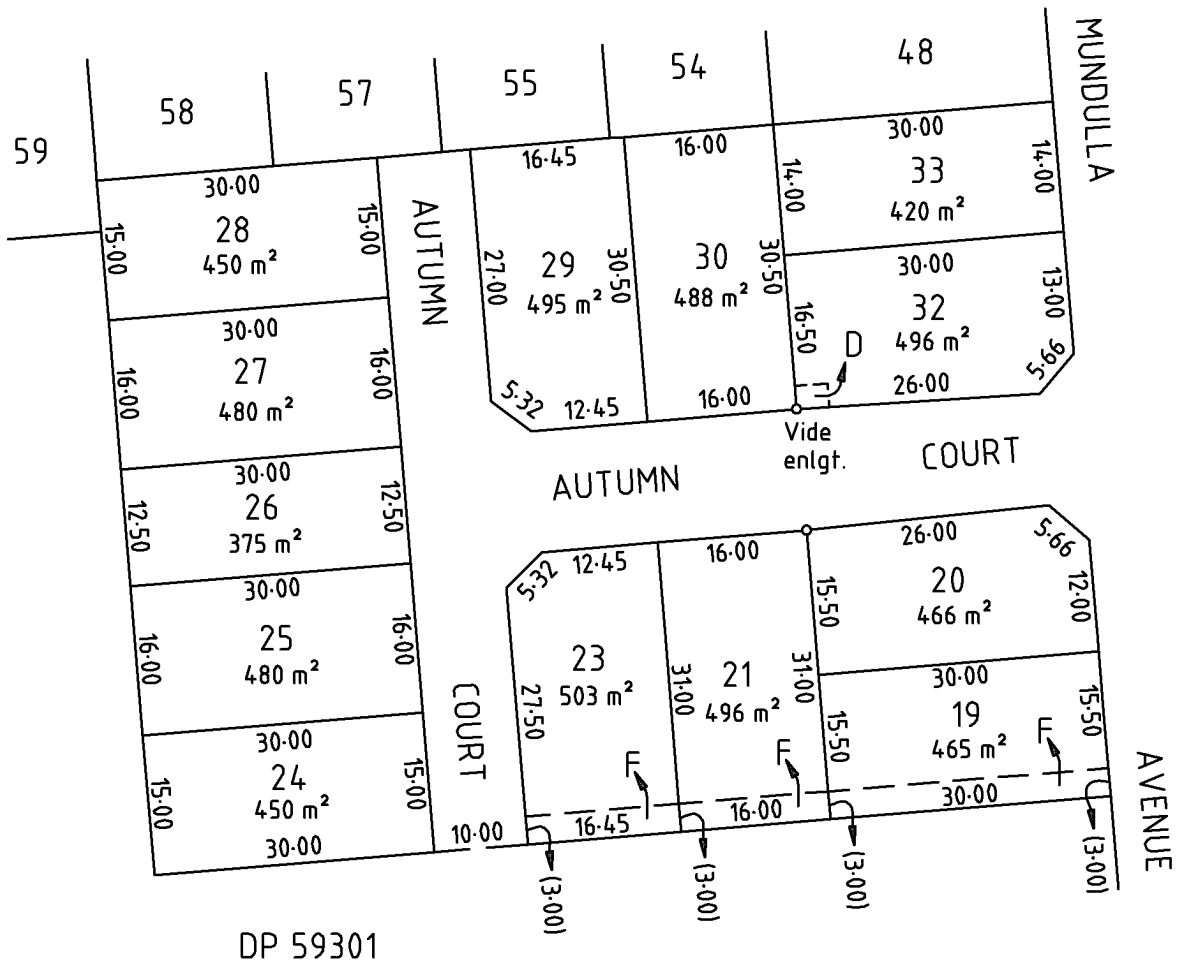 48
54
55
57
58
59
MUNDULLA
30·00
33
420 m²
14·00
14·00
30·00
32
496 m²
13·00
16·50
5·66
26·00
D
16·00
30
488 m²
30·50
16·00
16·45
29
495 m²
30·50
27·00
5·32
12·45
Vide
enlgt.
AUTUMN
30·00
28
450 m²
15·00
15·00
30·00
27
480 m²
16·00
16·00
30·00
26
375 m²
12·50
12·50
30·00
25
480 m²
16·00
16·00
30·00
24
450 m²
15·00
15·00
30·00
AUTUMN
COURT
COURT
10·00
5·32
12·45
23
503 m²
27·50
31·00
F
16·45
16·00
21
496 m²
31·00
F
16·00
26·00
5·66
20
466 m²
15·50
12·00
30·00
19
465 m²
15·50
15·50
F
30·00
(3·00)
(3·00)
(3·00)
(3·00)
AVENUE
DP 59301